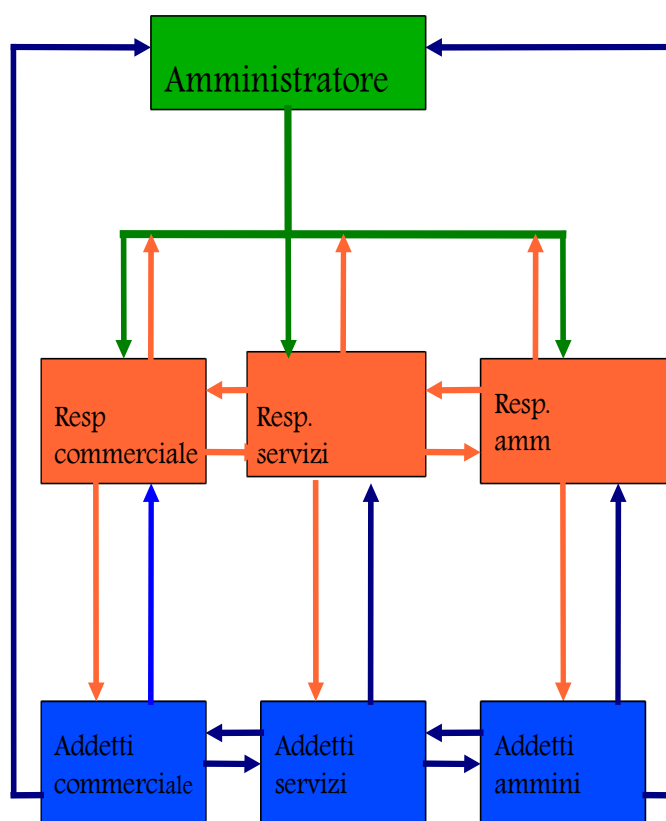 Amministratore
Resp
commerciale
Resp.
servizi
Resp.
amm
Addetti
commerciale
Addetti
servizi
Addetti
ammini